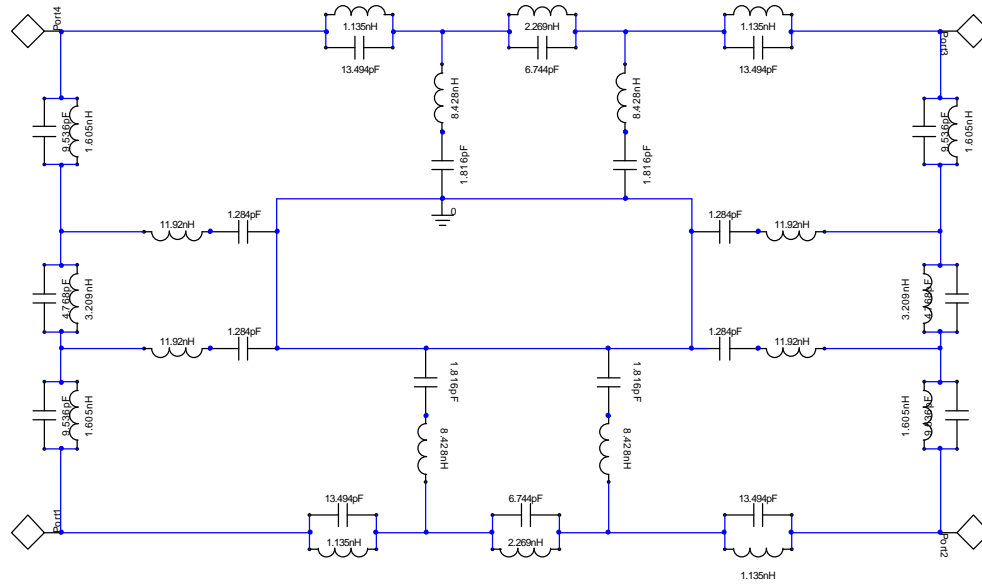 Port4
1.135nH
13.494pF
2.269nH
6.744pF
1.135nH
13.494pF
Port3
9.536pF
1.605nH
8.428nH
1.816pF
8.428nH
1.816pF
9.536pF
1.605nH
0
11.92nH
1.284pF
1.284pF
11.92nH
4.768pF
3.209nH
3.209nH
4.768pF
11.92nH
1.284pF
1.284pF
11.92nH
9.536pF
1.605nH
1.816pF
8.428nH
1.816pF
8.428nH
1.605nH
9.536pF
Port1
13.494pF
1.135nH
6.744pF
2.269nH
13.494pF
1.135nH
Port2